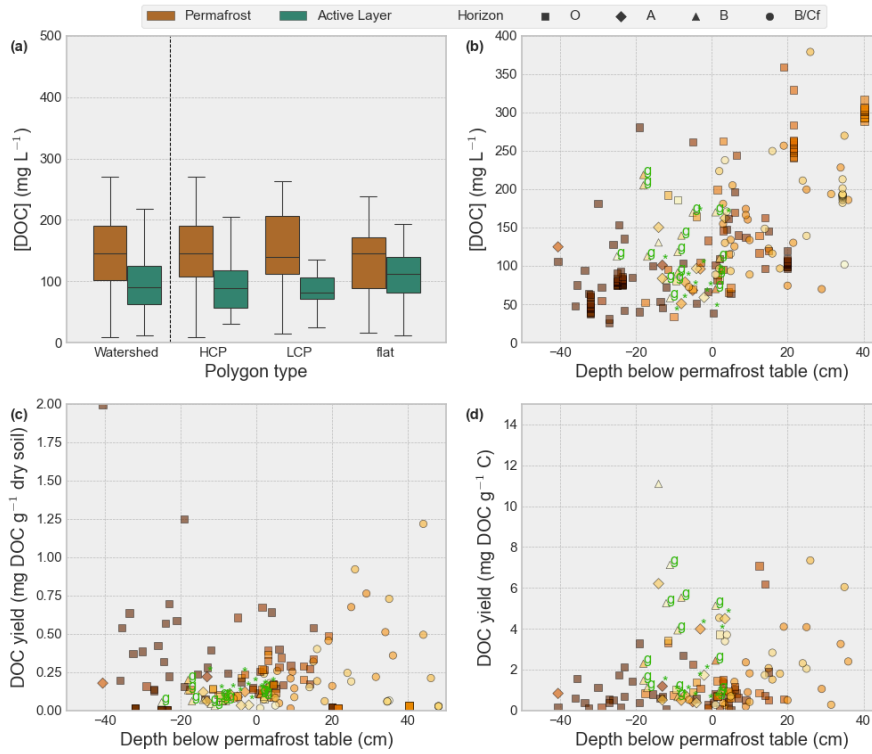 Permafrost Active Layer Horizon O A B B/Cf
(a)
500
400
300
200
100
0
[DOC] (mg L⁻¹)
Watershed HCP LCP flat
Polygon type
(b)
400
350
300
250
200
150
100
50
0
[DOC] (mg L⁻¹)
g
g
g
g
g
g
g
g
g
g
g
g
−40 −20 0 20 40
Depth below permafrost table (cm)
(c)
2.00
1.75
1.50
1.25
1.00
0.75
0.50
0.25
0.00
DOC yield (mg DOC g⁻¹ dry soil)
g
g
g
−40 −20 0 20 40
Depth below permafrost table (cm)
(d)
14
12
10
8
6
4
2
0
DOC yield (mg DOC g⁻¹ C)
g
g
g
g
g
g
g
g
g
−40 −20 0 20 40
Depth below permafrost table (cm)